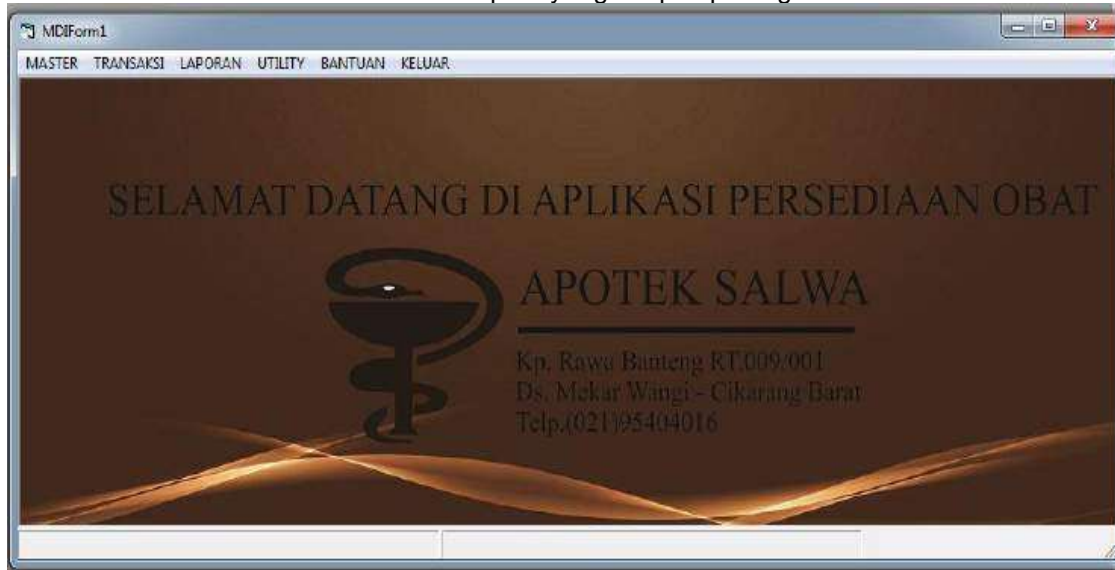 MDIForm1
MASTER TRANSAKSI LAPORAN UTILITY BANTUAN KELUAR
SELAMAT DATANG DI APLIKASI PERSEDIAAN OBAT
APOTEK SALWA
Kp. Rawa Banteng RT.009/001
Ds. Mekar Wangi - Cikarang Barat
Telp.(021)95404016